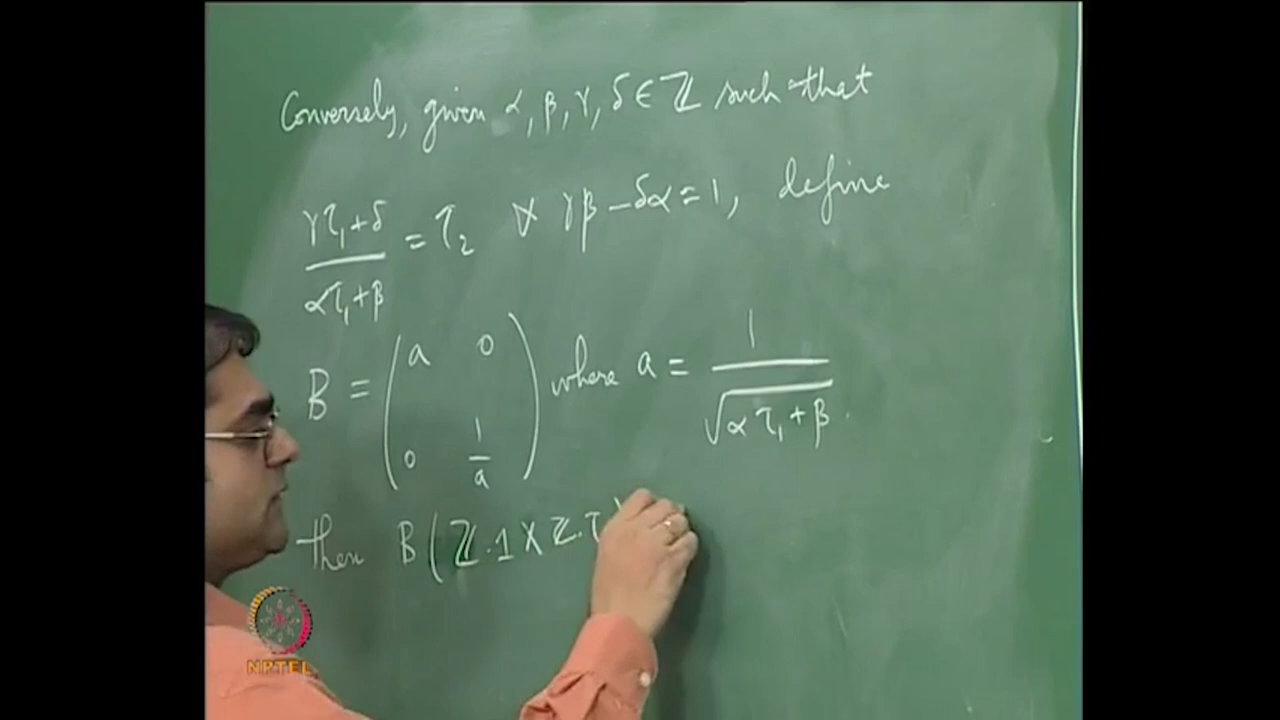 Conversely, given α, β, γ, δ ∈ ℤ such that
(γτ₁+δ)/(ατ₁+β) = τ₂ & γβ − δα = 1, define
B = (a 0; 0 1/a) where a = 1/√(ατ₁+β).
then B(ℤ.1 × ℤ.τ
NPTEL